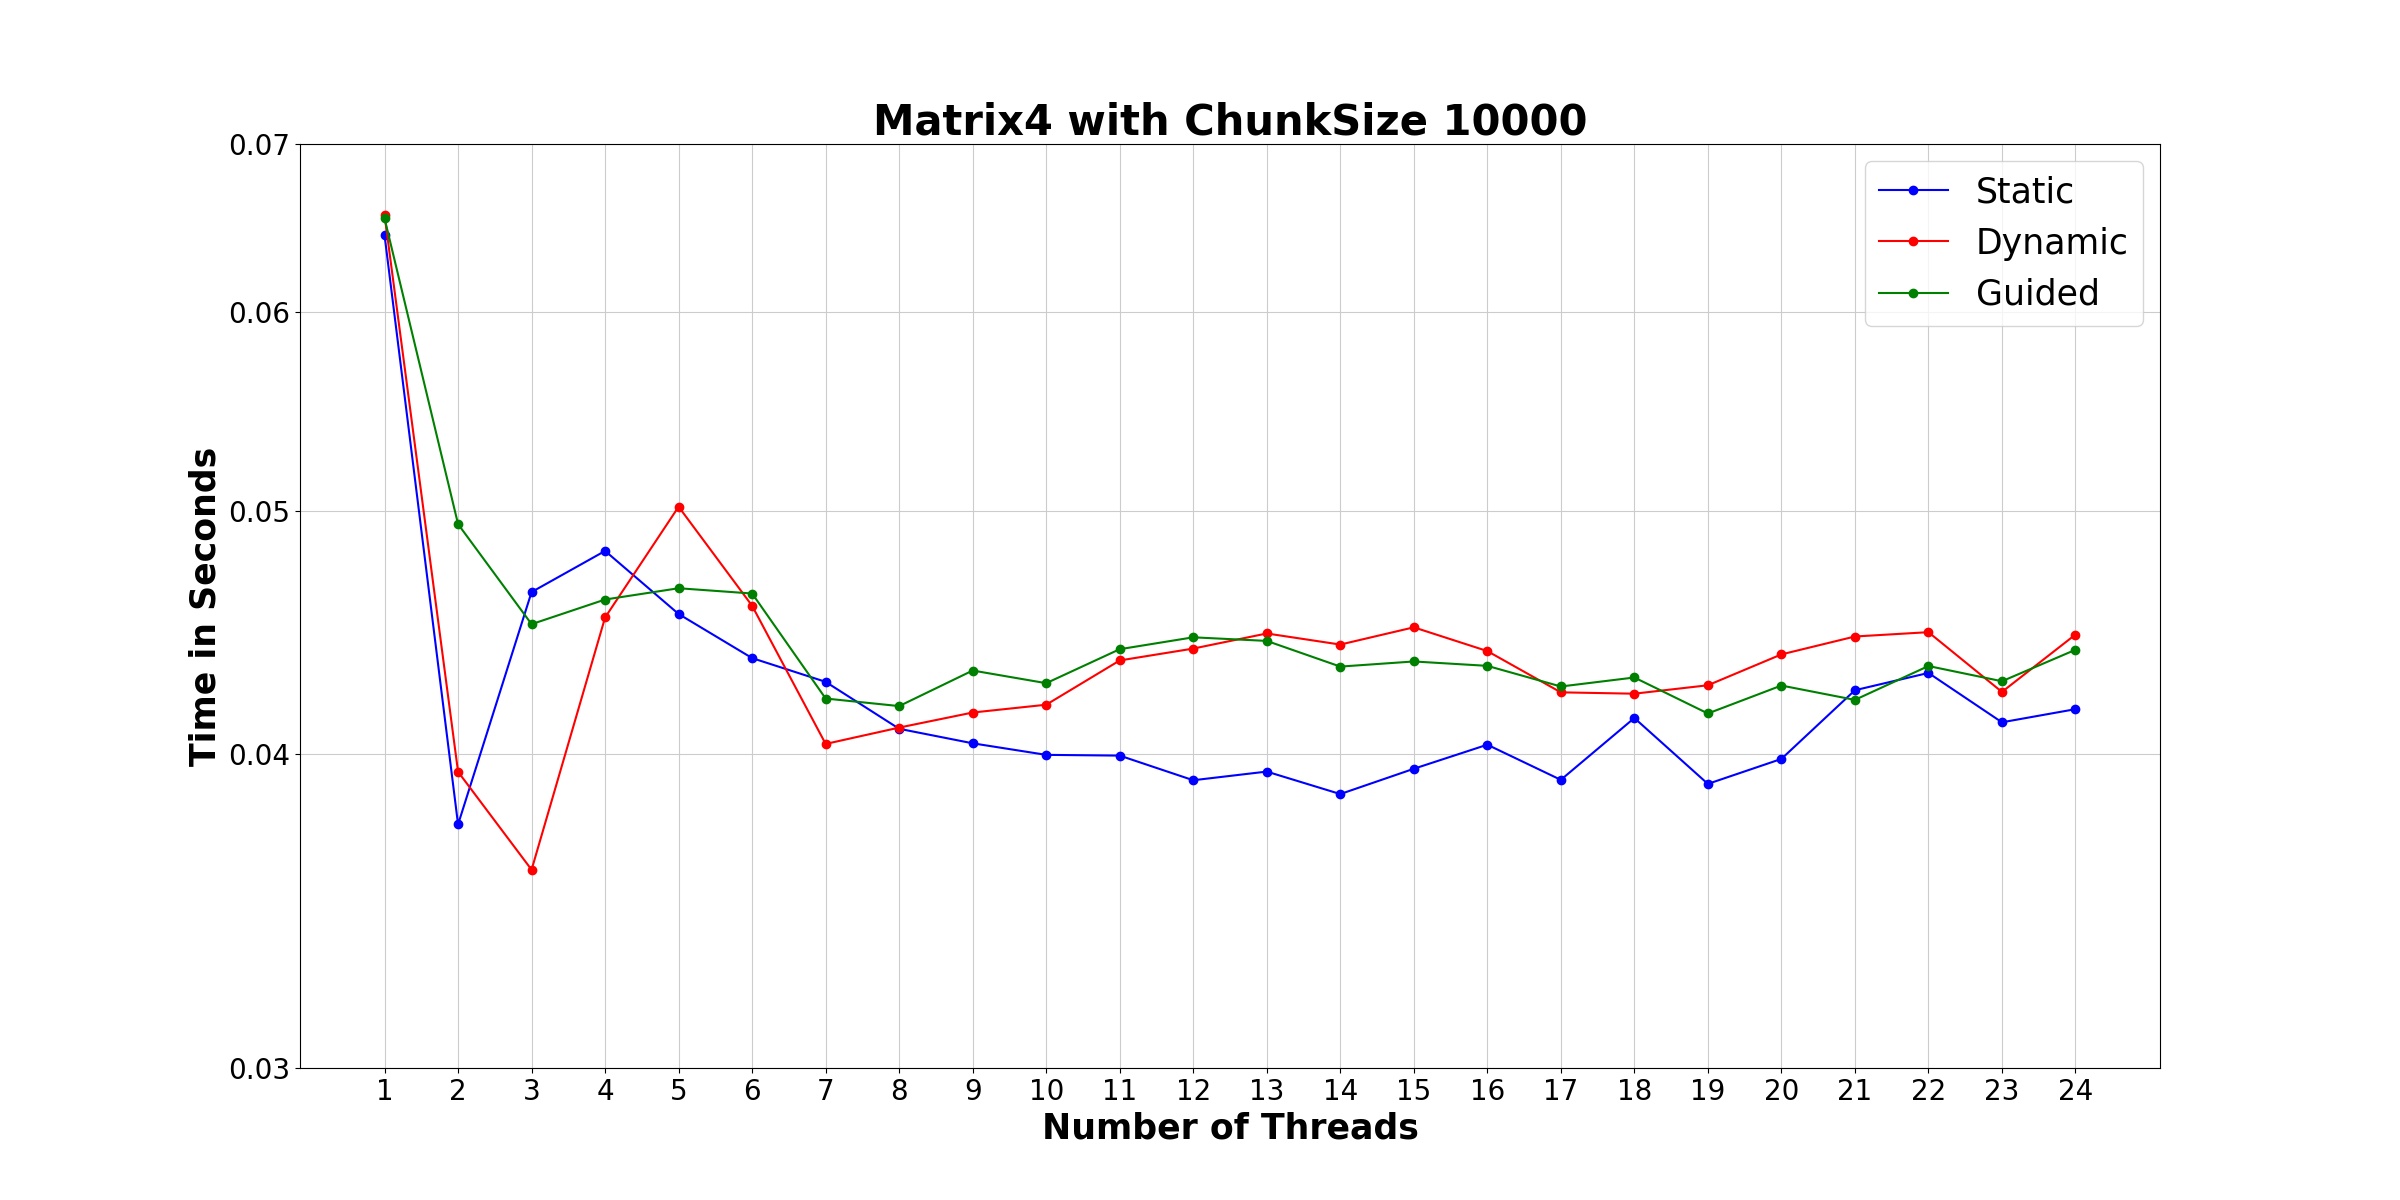 Matrix4 with ChunkSize 10000
0.07
0.06
0.05
0.04
0.03
Time in Seconds
Static
Dynamic
Guided
1 2 3 4 5 6 7 8 9 10 11 12 13 14 15 16 17 18 19 20 21 22 23 24
Number of Threads